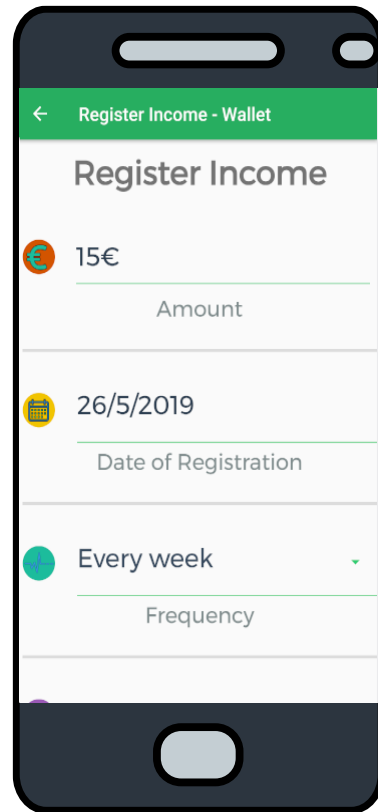 Register Income - Wallet
Register Income
€ 15€
Amount
26/5/2019
Date of Registration
Every week
Frequency